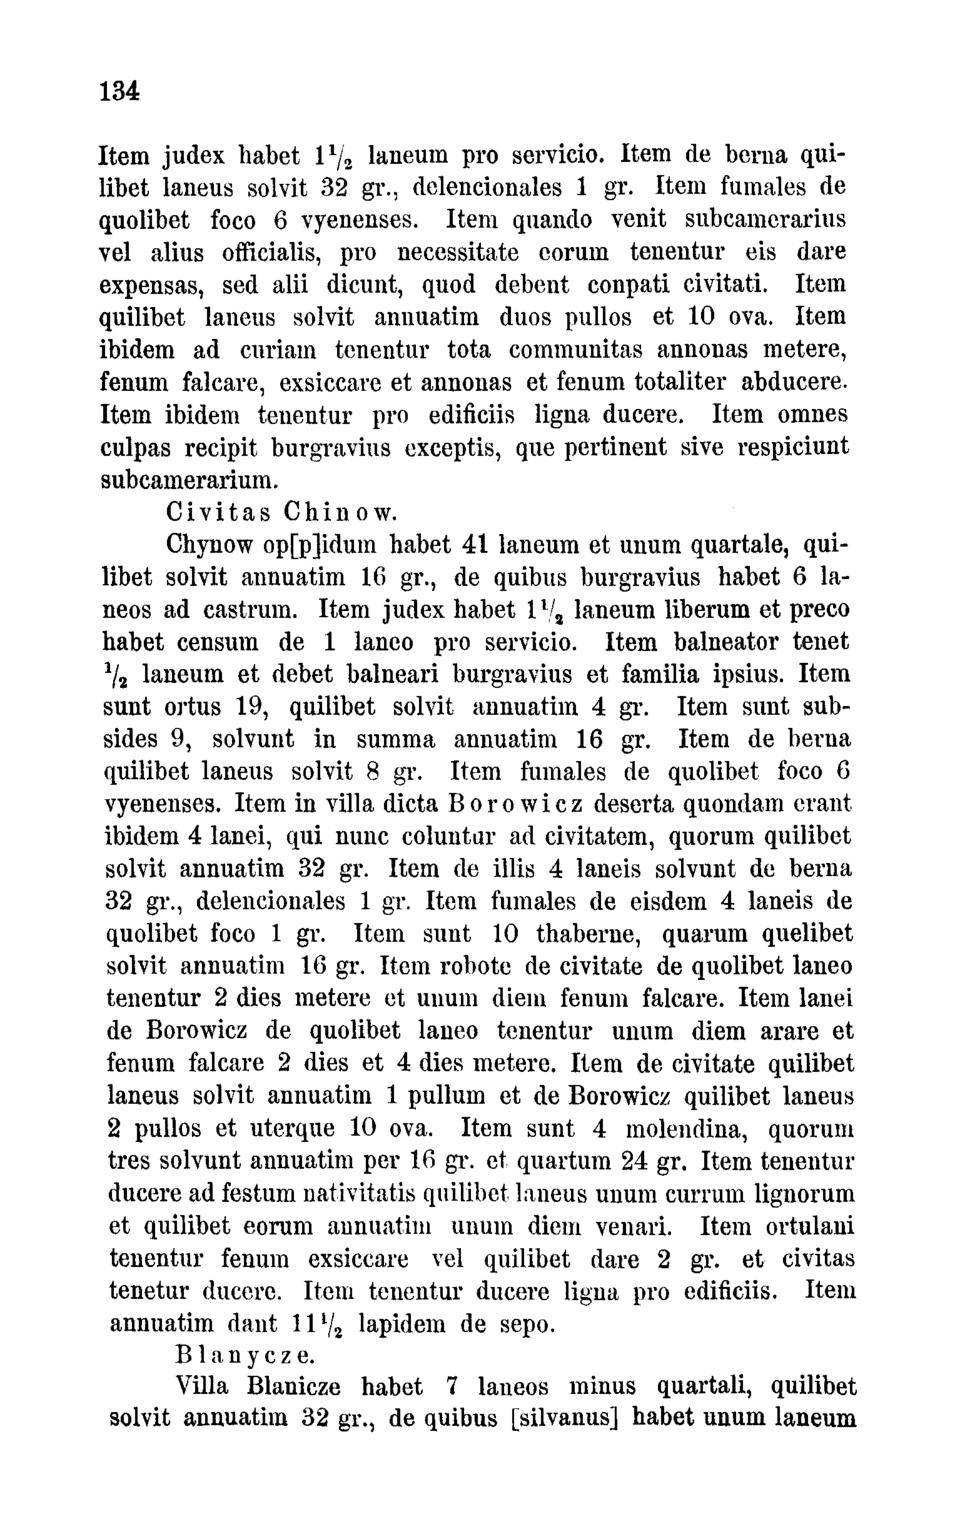 134
Item judex habet 1 1/2 laneum pro servicio. Item de berna qui-
libet laneus solvit 32 gr., delencionales 1 gr. Item fumales de
quolibet foco 6 vyenenses. Item quando venit subcamerarius
vel alius officialis, pro necessitate eorum tenentur eis dare
expensas, sed alii dicunt, quod debent conpati civitati. Item
quilibet laneus solvit annuatim duos pullos et 10 ova. Item
ibidem ad curiam tenentur tota communitas annonas metere,
fenum falcare, exsiccare et annonas et fenum totaliter abducere.
Item ibidem tenentur pro edificiis ligna ducere. Item omnes
culpas recipit burgravius exceptis, que pertinent sive respiciunt
subcamerarium.
Civitas Chinow.
Chynow op[p]idum habet 41 laneum et unum quartale, qui-
libet solvit annuatim 16 gr., de quibus burgravius habet 6 la-
neos ad castrum. Item judex habet 1 1/2 laneum liberum et preco
habet censum de 1 laneo pro servicio. Item balneator tenet
1/2 laneum et debet balneari burgravius et familia ipsius. Item
sunt ortus 19, quilibet solvit annuatim 4 gr. Item sunt sub-
sides 9, solvunt in summa annuatim 16 gr. Item de berna
quilibet laneus solvit 8 gr. Item fumales de quolibet foco 6
vyenenses. Item in villa dicta Borowicz deserta quondam erant
ibidem 4 lanei, qui nunc coluntur ad civitatem, quorum quilibet
solvit annuatim 32 gr. Item de illis 4 laneis solvunt de berna
32 gr., delencionales 1 gr. Item fumales de eisdem 4 laneis de
quolibet foco 1 gr. Item sunt 10 thaberne, quarum quelibet
solvit annuatim 16 gr. Item robote de civitate de quolibet laneo
tenentur 2 dies metere et unum diem fenum falcare. Item lanei
de Borowicz de quolibet laneo tenentur unum diem arare et
fenum falcare 2 dies et 4 dies metere. Item de civitate quilibet
laneus solvit annuatim 1 pullum et de Borowicz quilibet laneus
2 pullos et uterque 10 ova. Item sunt 4 molendina, quorum
tres solvunt annuatim per 16 gr. et quartum 24 gr. Item tenentur
ducere ad festum nativitatis quilibet laneus unum currum lignorum
et quilibet eorum annuatim unum diem venari. Item ortulani
tenentur fenum exsiccare vel quilibet dare 2 gr. et civitas
tenetur ducere. Item tenentur ducere ligna pro edificiis. Item
annuatim dant 11 1/2 lapidem de sepo.
Blanycze.
Villa Blanicze habet 7 laneos minus quartali, quilibet
solvit annuatim 32 gr., de quibus [silvanus] habet unum laneum